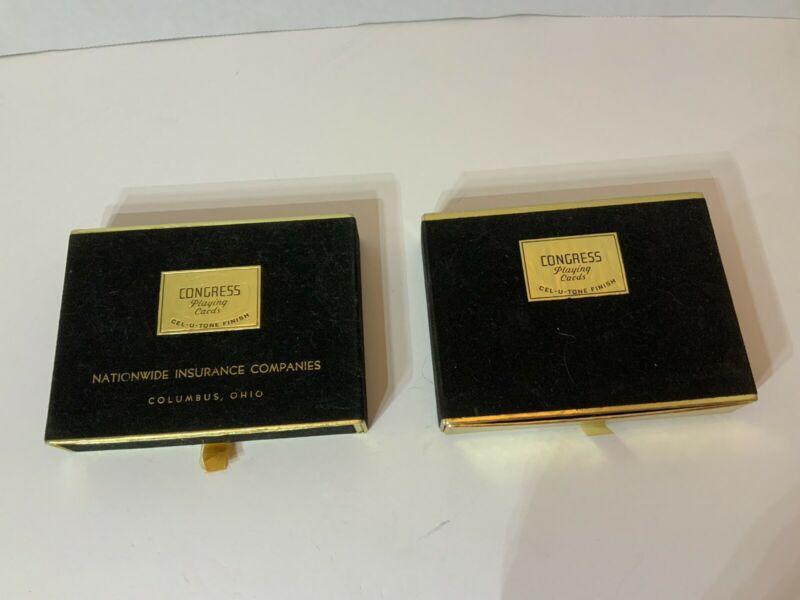 CONGRESS
Playing
Cards
CEL-U-TONE FINISH
NATIONWIDE INSURANCE COMPANIES
COLUMBUS, OHIO
CONGRESS
Playing
Cards
CEL-U-TONE FINISH